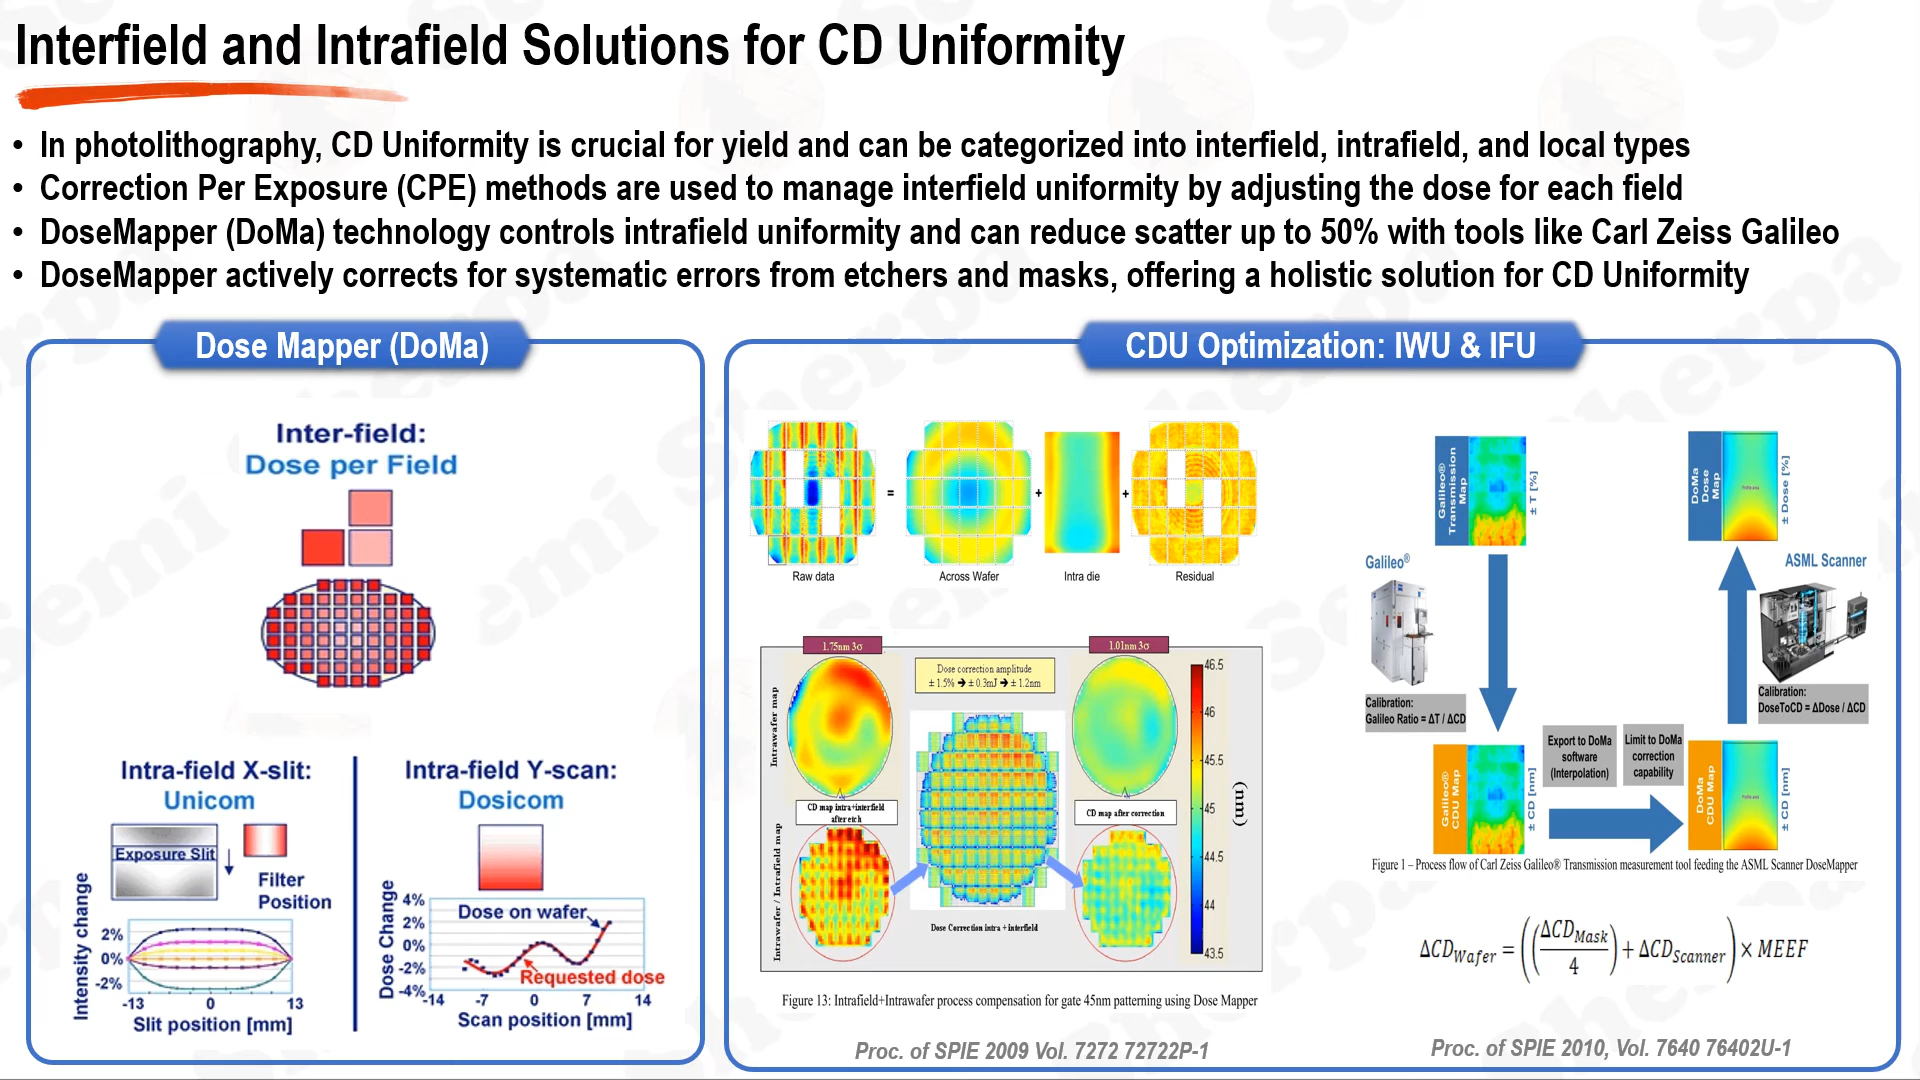 Interfield and Intrafield Solutions for CD Uniformity
• In photolithography, CD Uniformity is crucial for yield and can be categorized into interfield, intrafield, and local types
• Correction Per Exposure (CPE) methods are used to manage interfield uniformity by adjusting the dose for each field
• DoseMapper (DoMa) technology controls intrafield uniformity and can reduce scatter up to 50% with tools like Carl Zeiss Galileo
• DoseMapper actively corrects for systematic errors from etchers and masks, offering a holistic solution for CD Uniformity
Dose Mapper (DoMa)
Inter-field:
Dose per Field
Intra-field X-slit:
Unicom
Exposure Slit
Filter
Position
Intensity change
2%
0%
-2%
-13
0
13
Slit position [mm]
Intra-field Y-scan:
Dosicom
Dose Change
4%
2%
0%
-2%
-4%
Dose on wafer
Requested dose
-14
-7
0
7
14
Scan position [mm]
CDU Optimization: IWU & IFU
=
+
+
Raw data
Across Wafer
Intra die
Residual
1.75nm 3σ
1.01nm 3σ
Dose correction amplitude
± 1.5% ➔ ± 0.3mJ ➔ ± 1.2nm
Intrawafer map
CD map intra+interfield
after etch
CD map after correction
Intrawafer / Intrafield map
Dose Correction intra + interfield
46.5
46
45.5
45
44.5
44
43.5
(nm)
Figure 13: Intrafield+Intrawafer process compensation for gate 45nm patterning using Dose Mapper
Proc. of SPIE 2009 Vol. 7272 72722P-1
Galileo®
Transmission
Map
± T [%]
DoMa
Dose
Map
± Dose [%]
Galileo®
ASML Scanner
Calibration:
Galileo Ratio = ΔT / ΔCD
Calibration:
DoseToCD = ΔDose / ΔCD
Galileo®
CDU Map
± CD [nm]
Export to DoMa
software
(Interpolation)
Limit to DoMa
correction
capability
DoMa
CDU Map
± CD [nm]
Figure 1 – Process flow of Carl Zeiss Galileo® Transmission measurement tool feeding the ASML Scanner DoseMapper
ΔCD_Wafer = ((ΔCD_Mask / 4) + ΔCD_Scanner) × MEEF
Proc. of SPIE 2010, Vol. 7640 76402U-1
Semi Sherpa